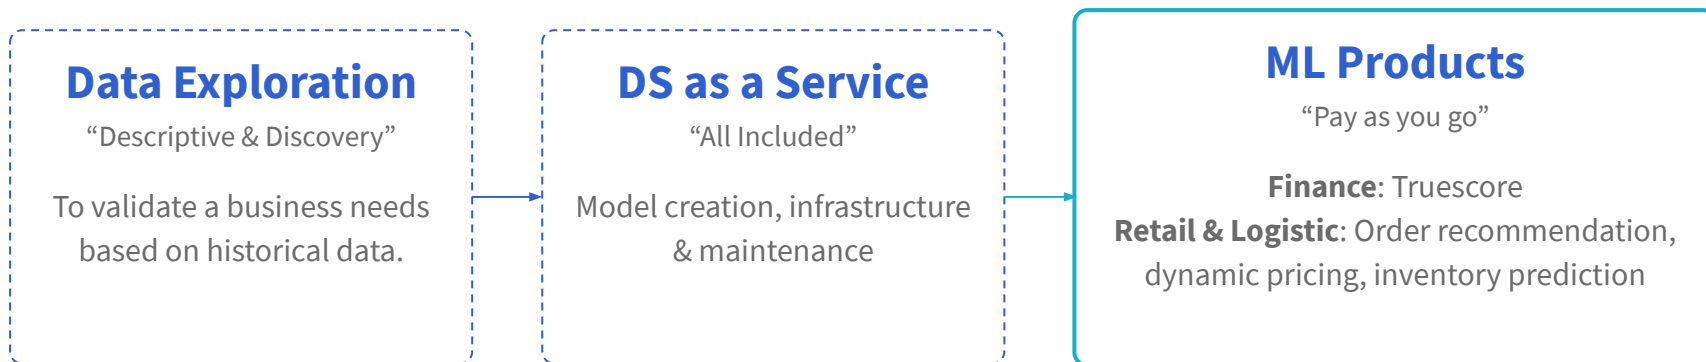 Data Exploration
“Descriptive & Discovery”
To validate a business needs
based on historical data.
DS as a Service
“All Included”
Model creation, infrastructure
& maintenance
ML Products
“Pay as you go”
Finance: Truescore
Retail & Logistic: Order recommendation,
dynamic pricing, inventory prediction